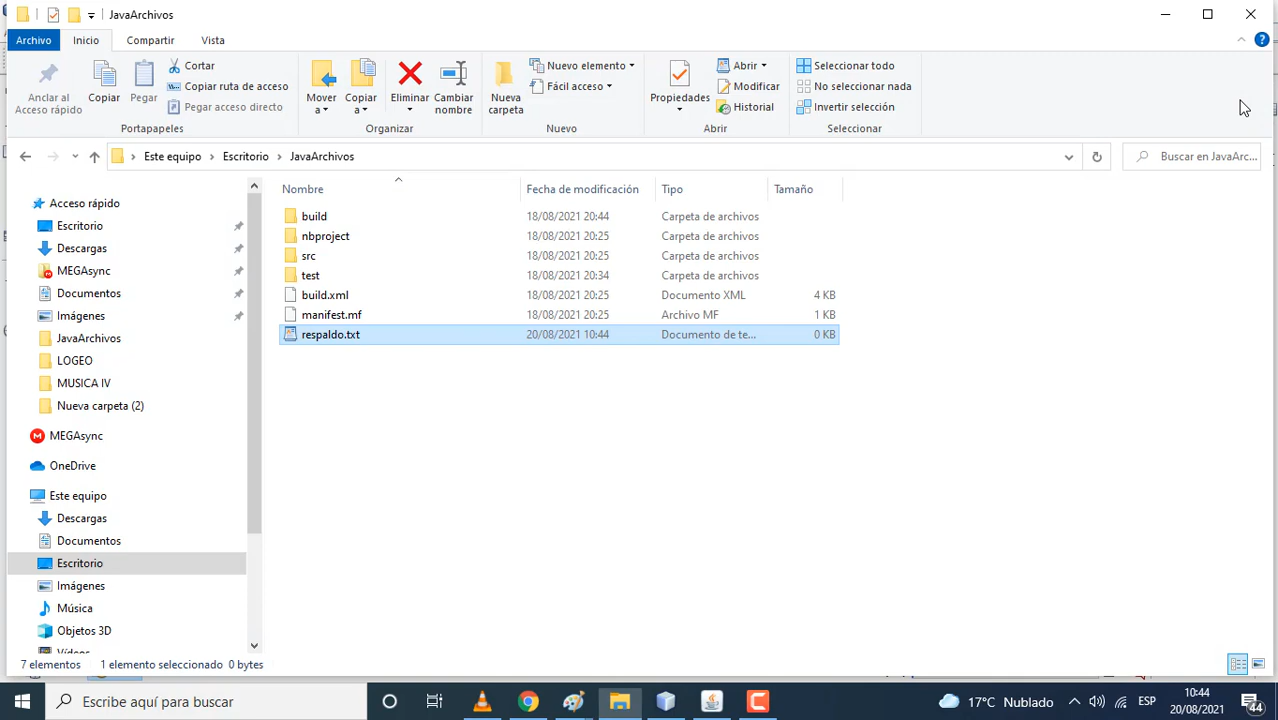 JavaArchivos
Archivo Inicio Compartir Vista
Anclar al Acceso rápido
Copiar
Pegar
Cortar
Copiar ruta de acceso
Pegar acceso directo
Portapapeles
Mover a
Copiar a
Eliminar
Cambiar nombre
Organizar
Nueva carpeta
Nuevo elemento
Fácil acceso
Nuevo
Propiedades
Abrir
Modificar
Historial
Abrir
Seleccionar todo
No seleccionar nada
Invertir selección
Seleccionar
Este equipo > Escritorio > JavaArchivos
Buscar en JavaArc...
Nombre Fecha de modificación Tipo Tamaño
build 18/08/2021 20:44 Carpeta de archivos
nbproject 18/08/2021 20:25 Carpeta de archivos
src 18/08/2021 20:25 Carpeta de archivos
test 18/08/2021 20:34 Carpeta de archivos
build.xml 18/08/2021 20:25 Documento XML 4 KB
manifest.mf 18/08/2021 20:25 Archivo MF 1 KB
respaldo.txt 20/08/2021 10:44 Documento de te... 0 KB
Acceso rápido
Escritorio
Descargas
MEGAsync
Documentos
Imágenes
JavaArchivos
LOGEO
MUSICA IV
Nueva carpeta (2)
MEGAsync
OneDrive
Este equipo
Descargas
Documentos
Escritorio
Imágenes
Música
Objetos 3D
Vídeos
7 elementos 1 elemento seleccionado 0 bytes
Escribe aquí para buscar
17°C Nublado
ESP
10:44
20/08/2021
44